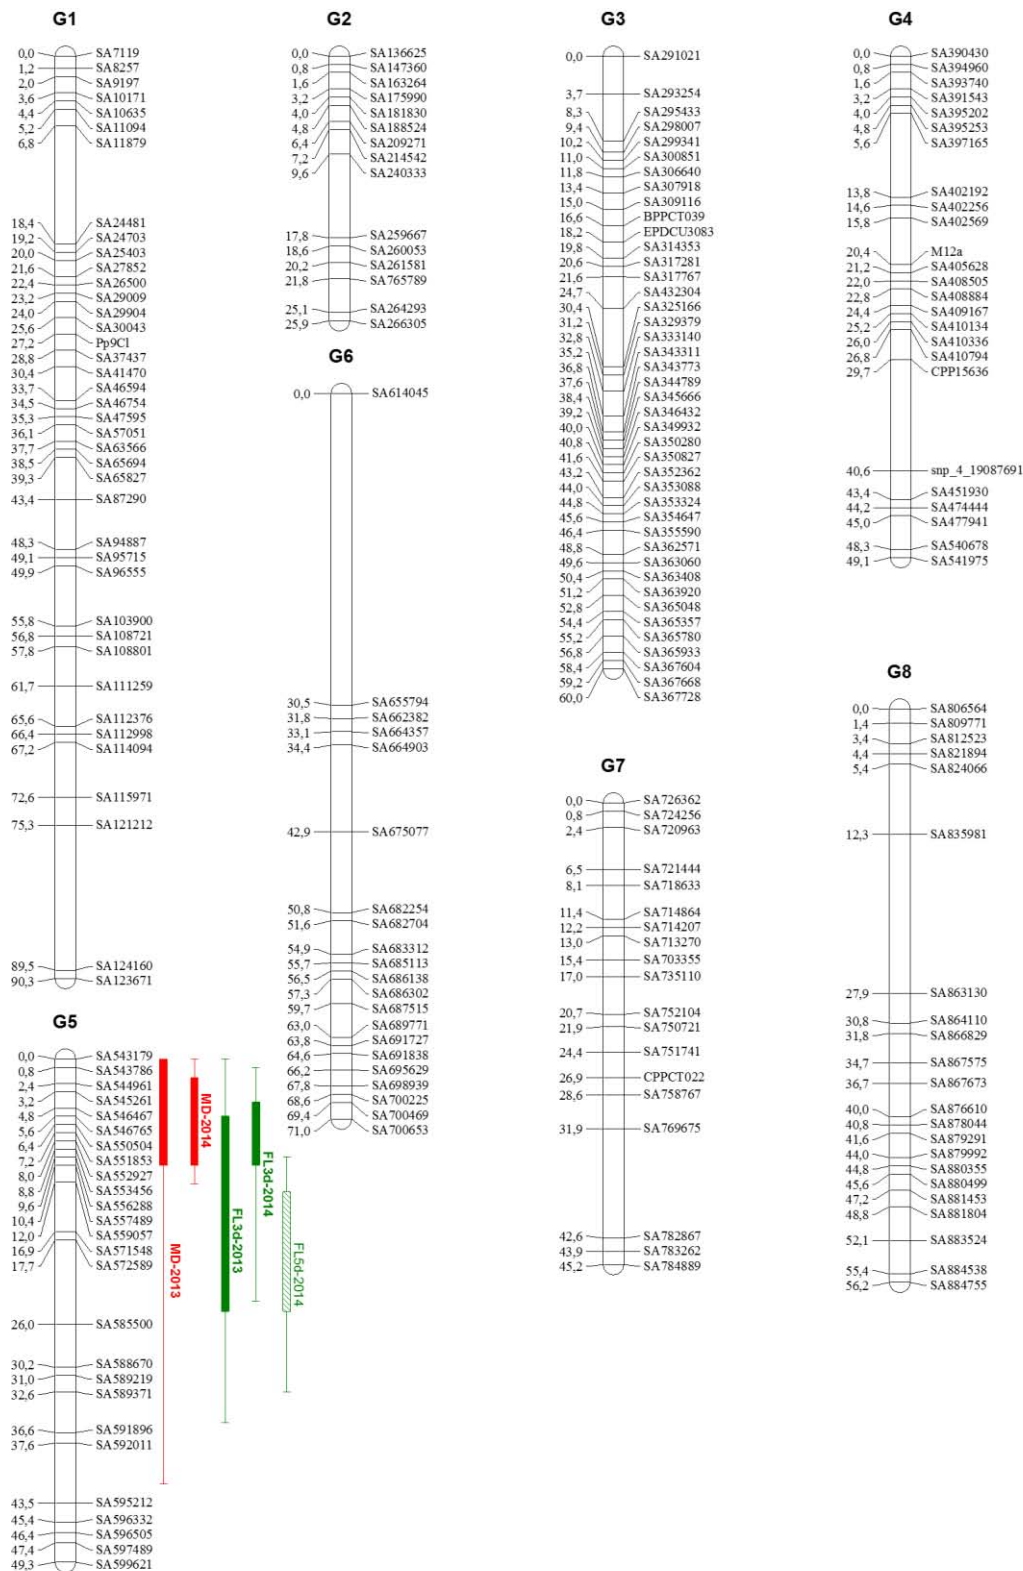 G1
0,0 SA7119
1,2 SA8257
2,0 SA9197
3,6 SA10171
4,4 SA10635
5,2 SA11094
6,8 SA11879
18,4 SA24481
19,2 SA24703
20,0 SA25403
21,6 SA27852
22,4 SA26500
23,2 SA29009
24,0 SA29904
25,6 SA30043
27,2 Pp9Cl
28,8 SA37437
30,4 SA41470
33,7 SA46594
34,5 SA46754
35,3 SA47595
36,1 SA57051
37,7 SA63566
38,5 SA65694
39,3 SA65827
43,4 SA87290
48,3 SA94887
49,1 SA95715
49,9 SA96555
55,8 SA103900
56,8 SA108721
57,8 SA108801
61,7 SA111259
65,6 SA112376
66,4 SA112998
67,2 SA114094
72,6 SA115971
75,3 SA121212
89,5 SA124160
90,3 SA123671
G2
0,0 SA136625
0,8 SA147360
1,6 SA163264
3,2 SA175990
4,0 SA181830
4,8 SA188524
6,4 SA209271
7,2 SA214542
9,6 SA240333
17,8 SA259667
18,6 SA260053
20,2 SA261581
21,8 SA765789
25,1 SA264293
25,9 SA266305
G3
0,0 SA291021
3,7 SA293254
8,3 SA295433
9,4 SA298007
10,2 SA299341
11,0 SA300851
11,8 SA306640
13,4 SA307918
15,0 SA309116
16,6 BPPCT039
18,2 EPDCU3083
19,8 SA314353
20,6 SA317281
21,6 SA317767
24,7 SA432304
30,4 SA325166
31,2 SA329379
32,8 SA333140
35,2 SA343311
36,8 SA343773
37,6 SA344789
38,4 SA345666
39,2 SA346432
40,0 SA349932
40,8 SA350280
41,6 SA350827
43,2 SA352362
44,0 SA353088
44,8 SA353324
45,6 SA354647
46,4 SA355590
48,8 SA362571
49,6 SA363060
50,4 SA363408
51,2 SA363920
52,8 SA365048
54,4 SA365357
55,2 SA365780
56,8 SA365933
58,4 SA367604
59,2 SA367668
60,0 SA367728
G4
0,0 SA390430
0,8 SA394960
1,6 SA393740
3,2 SA391543
4,0 SA395202
4,8 SA395253
5,6 SA397165
13,8 SA402192
14,6 SA402256
15,8 SA402569
20,4 M12a
21,2 SA405628
22,0 SA408505
22,8 SA408884
24,4 SA409167
25,2 SA410134
26,0 SA410336
26,8 SA410794
29,7 CPP15636
40,6 snp_4_19087691
43,4 SA451930
44,2 SA474444
45,0 SA477941
48,3 SA540678
49,1 SA541975
G5
0,0 SA543179
0,8 SA543786
2,4 SA544961
3,2 SA545261
4,8 SA546467
5,6 SA546765
6,4 SA550504
7,2 SA551853
8,0 SA552927
8,8 SA553456
9,6 SA556288
10,4 SA557489
12,0 SA559057
16,9 SA571548
17,7 SA572589
26,0 SA585500
30,2 SA588670
31,0 SA589219
32,6 SA589371
36,6 SA591896
37,6 SA592011
43,5 SA595212
45,4 SA596332
46,4 SA596505
47,4 SA597489
49,3 SA599621
MD-2013
MD-2014
FL3d-2013
FL3d-2014
FL5d-2014
G6
0,0 SA614045
30,5 SA655794
31,8 SA662382
33,1 SA664357
34,4 SA664903
42,9 SA675077
50,8 SA682254
51,6 SA682704
54,9 SA683312
55,7 SA685113
56,5 SA686138
57,3 SA686302
59,7 SA687515
63,0 SA689771
63,8 SA691727
64,6 SA691838
66,2 SA695629
67,8 SA698939
68,6 SA700225
69,4 SA700469
71,0 SA700653
G7
0,0 SA726362
0,8 SA724256
2,4 SA720963
6,5 SA721444
8,1 SA718633
11,4 SA714864
12,2 SA714207
13,0 SA713270
15,4 SA703355
17,0 SA735110
20,7 SA752104
21,9 SA750721
24,4 SA751741
26,9 CPPCT022
28,6 SA758767
31,9 SA769675
42,6 SA782867
43,9 SA783262
45,2 SA784889
G8
0,0 SA806564
1,4 SA809771
3,4 SA812523
4,4 SA821894
5,4 SA824066
12,3 SA835981
27,9 SA863130
30,8 SA864110
31,8 SA866829
34,7 SA867575
36,7 SA867673
40,0 SA876610
40,8 SA878044
41,6 SA879291
44,0 SA879992
44,8 SA880355
45,6 SA880499
47,2 SA881453
48,8 SA881804
52,1 SA883524
55,4 SA884538
56,2 SA884755